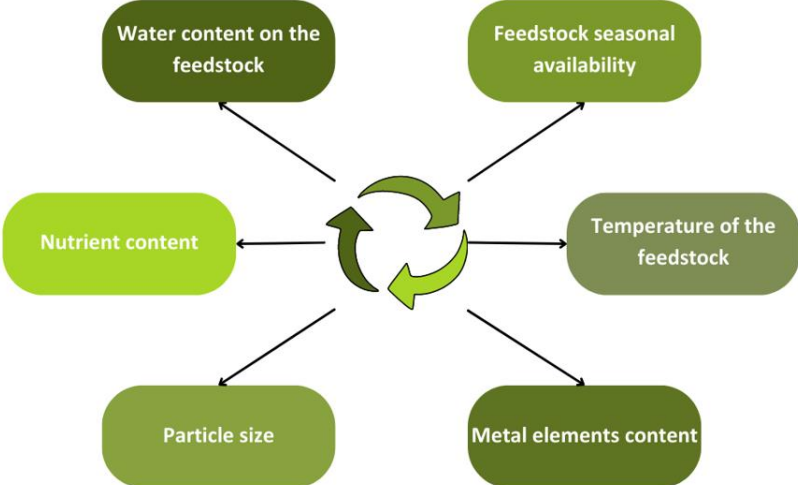 Water content on the
feedstock
Feedstock seasonal
availability
Nutrient content
Temperature of the
feedstock
Particle size
Metal elements content